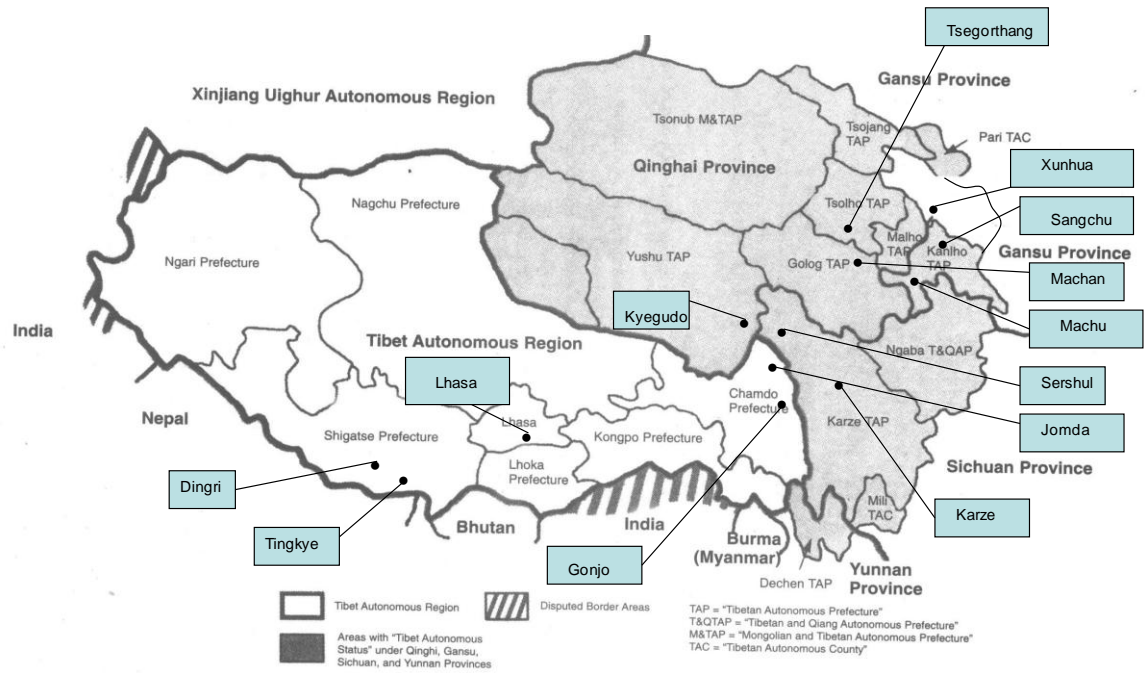 Tsegorthang
Gansu Province
Xinjiang Uighur Autonomous Region
Tsonub M&TAP
Tsojang
TAP
Pari TAC
Qinghai Province
Xunhua
Nagchu Prefecture
Tsolho TAP
Sangchu
Malho
TAP
Kanlho
TAP
Gansu Province
Ngari Prefecture
Yushu TAP
Golog TAP
Machan
Kyegudo
India
Machu
Tibet Autonomous Region
Ngaba T&QAP
Lhasa
Sershul
Chamdo
Prefecture
Nepal
Lhasa
Karze TAP
Jomda
Shigatse Prefecture
Kongpo Prefecture
Sichuan Province
Lhoka
Prefecture
Dingri
Mili
TAC
Karze
Bhutan
India
Tingkye
Burma
(Myanmar)
Gonjo
Yunnan
Province
Dechen TAP
Tibet Autonomous Region
Disputed Border Areas
Areas with "Tibet Autonomous
Status" under Qinghi, Gansu,
Sichuan, and Yunnan Provinces
TAP = "Tibetan Autonomous Prefecture"
T&QTAP = "Tibetan and Qiang Autonomous Prefecture"
M&TAP = "Mongolian and Tibetan Autonomous Prefecture"
TAC = "Tibetan Autonomous County"